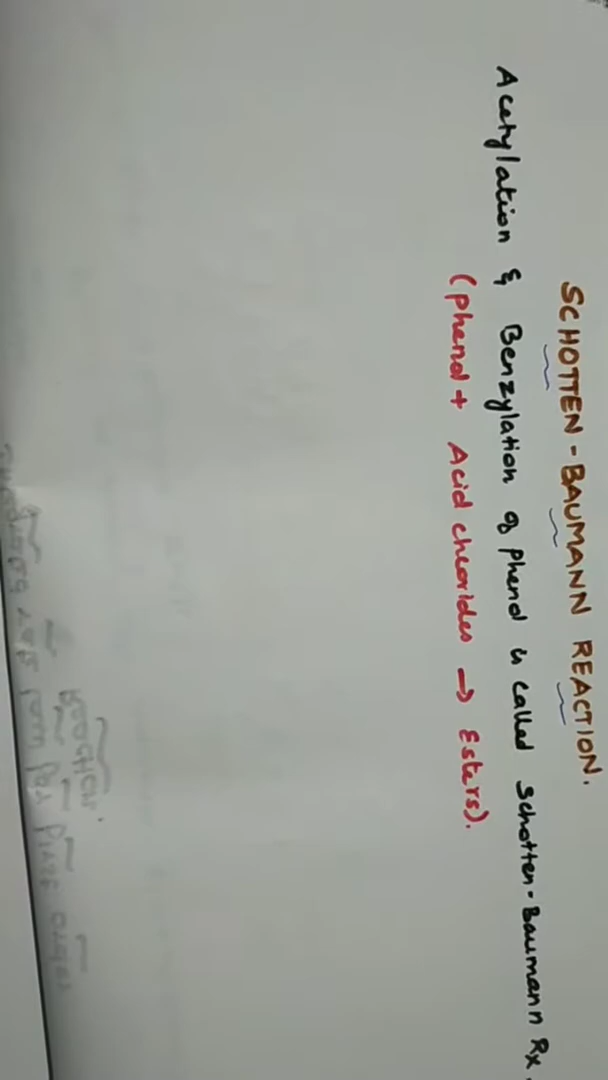 SCHOTTEN-BAUMANN REACTION.
Acetylation & Benzylation of phenol is called Schotten-Baumann Rx.
(phenol + Acid chlorides → Esters).